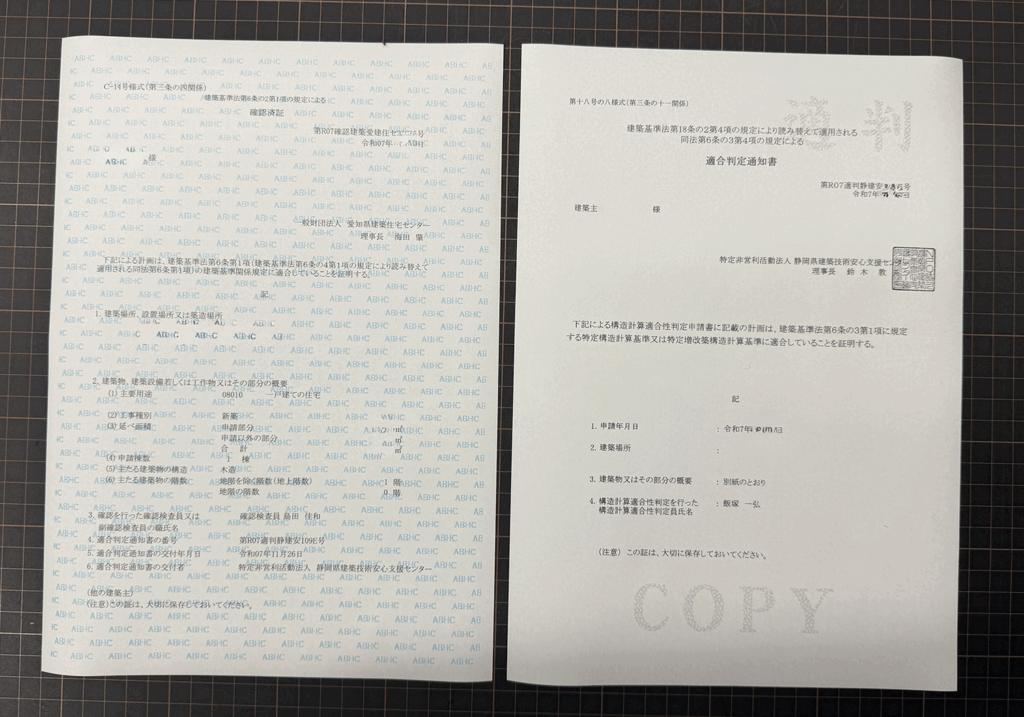 C-14号様式(第三条の四関係)
建築基準法第6条の2第1項の規定による
確認済証
第R07確認建築愛建住セ 号
令和07年
様
一般財団法人 愛知県建築住宅センター
理事長 海田 肇
下記による計画は、建築基準法第6条第1項(建築基準法第6条の4第1項の規定により読み替えて
適用される同法第6条第1項)の建築基準関係規定に適合していることを証明する。
記
1. 建築場所、設置場所又は築造場所
2. 建築物、建築設備若しくは工作物又はその部分の概要
(1) 主要用途 08010 一戸建ての住宅
(2) 工事種別 新築
(3) 延べ面積 申請部分 ㎡
申請以外の部分 ㎡
合 計 ㎡
(4) 申請棟数 1 棟
(5) 主たる建築物の構造 木造
(6) 主たる建築物の階数 地階を除く階数(地上階数) 1 階
地階の階数 0 階
3. 確認を行った確認検査員又は 確認検査員 島田 佳和
副確認検査員の職氏名
4. 適合判定通知書の番号 第R07適判静建安109E号
5. 適合判定通知書の交付年月日 令和07年11月26日
6. 適合判定通知書の交付者 特定非営利活動法人 静岡県建築技術安心支援センター
(他の建築主)
(注意)この証は、大切に保存しておいてください。
ABHC
第十八号の八様式(第三条の十一関係)
適判
建築基準法第18条の2第4項の規定により読み替えて適用される
同法第6条の3第4項の規定による
適合判定通知書
第R07適判静建安 号
令和7年
建築主 様
特定非営利活動法人 静岡県建築技術安心支援センター
理事長 鈴 木 敦
下記による構造計算適合性判定申請書に記載の計画は、建築基準法第6条の3第1項に規定
する特定構造計算基準又は特定増改築構造計算基準に適合していることを証明する。
記
1. 申請年月日 : 令和7年
2. 建築場所 :
3. 建築物又はその部分の概要 : 別紙のとおり
4. 構造計算適合性判定を行った : 飯塚 一弘
構造計算適合性判定員氏名
(注意) この証は、大切に保存しておいてください。
COPY